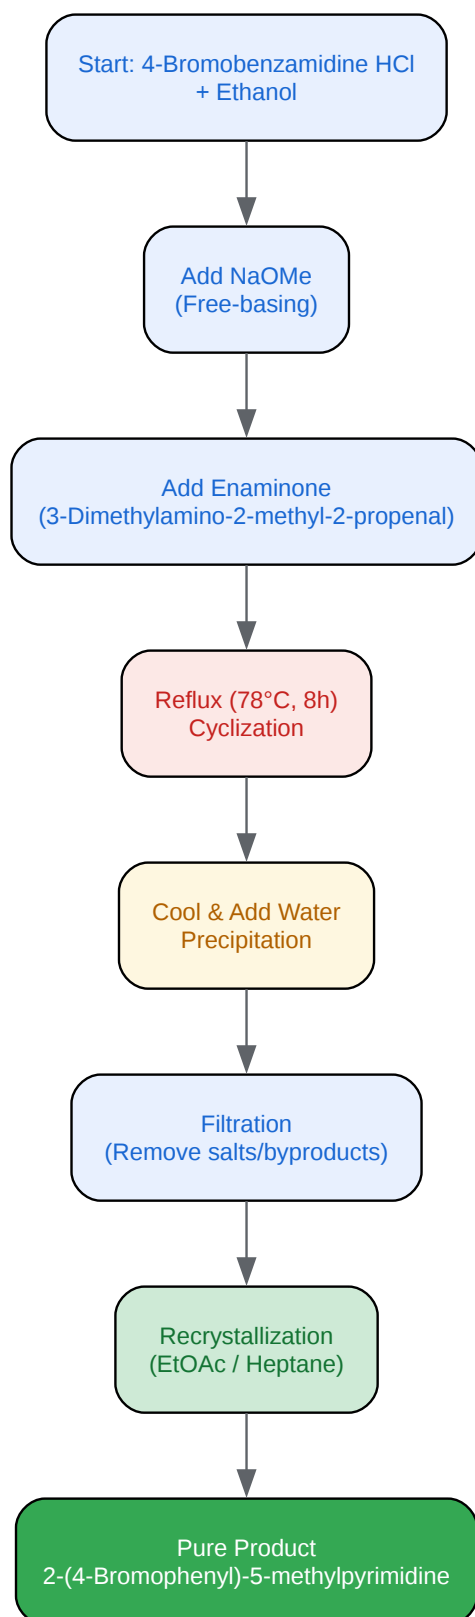 Start: 4-Bromobenzamidine HCl
+ Ethanol
Add NaOMe
(Free-basing)
Add Enaminone
(3-Dimethylamino-2-methyl-2-propenal)
Reflux (78°C, 8h)
Cyclization
Cool & Add Water
Precipitation
Filtration
(Remove salts/byproducts)
Recrystallization
(EtOAc / Heptane)
Pure Product
2-(4-Bromophenyl)-5-methylpyrimidine